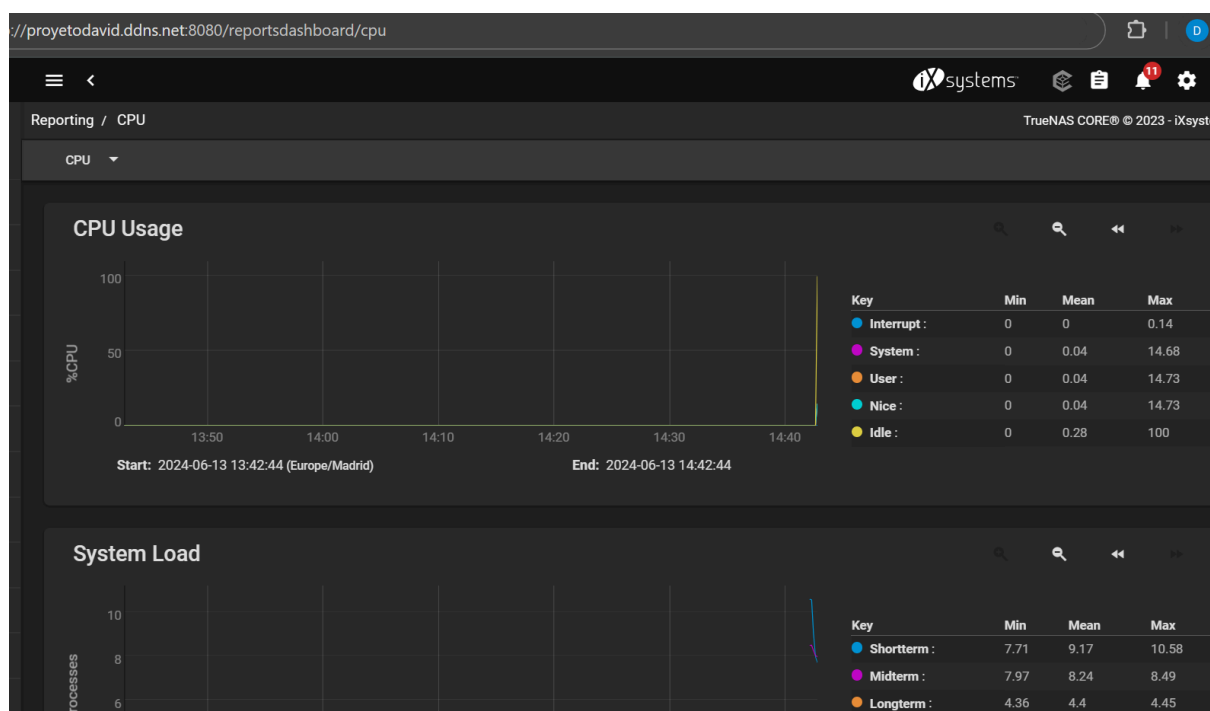 ://proyetodavid.ddns.net:8080/reportsdashboard/cpu
D
iXsystems
11
Reporting / CPU
TrueNAS CORE® © 2023 - iXsyst
CPU
CPU Usage
100
50
0
%CPU
13:50 14:00 14:10 14:20 14:30 14:40
Start: 2024-06-13 13:42:44 (Europe/Madrid) End: 2024-06-13 14:42:44
Key Min Mean Max
Interrupt : 0 0 0.14
System : 0 0.04 14.68
User : 0 0.04 14.73
Nice : 0 0.04 14.73
Idle : 0 0.28 100
System Load
10
8
6
rocesses
Key Min Mean Max
Shortterm : 7.71 9.17 10.58
Midterm : 7.97 8.24 8.49
Longterm : 4.36 4.4 4.45